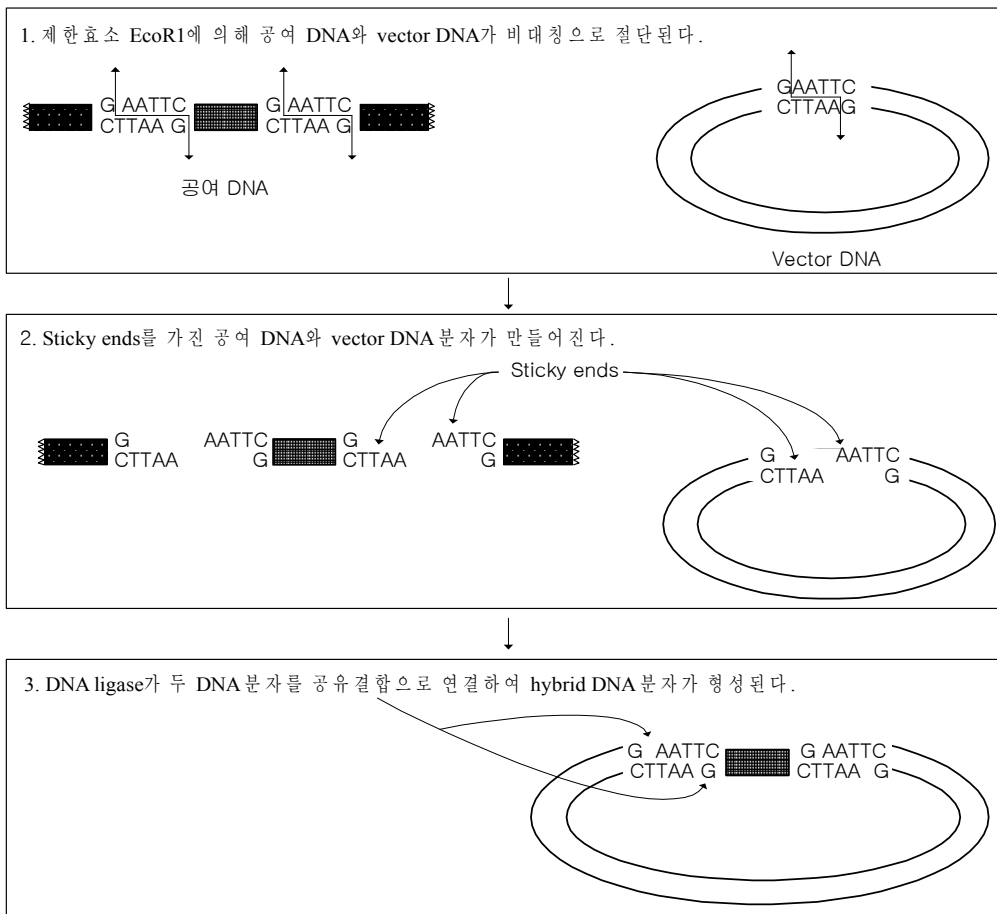 1. 제한효소 EcoR1에 의해 공여 DNA와 vector DNA가 비대칭으로 절단된다.
G AATTC G AATTC
CTTAA G CTTAA G
공여 DNA
GAATTC
CTTAAG
Vector DNA
2. Sticky ends를 가진 공여 DNA와 vector DNA 분자가 만들어진다.
Sticky ends
G AATTC G AATTC
CTTAA G CTTAA G
G AATTC
CTTAA G
3. DNA ligase가 두 DNA 분자를 공유결합으로 연결하여 hybrid DNA 분자가 형성된다.
G AATTC G AATTC
CTTAA G CTTAA G